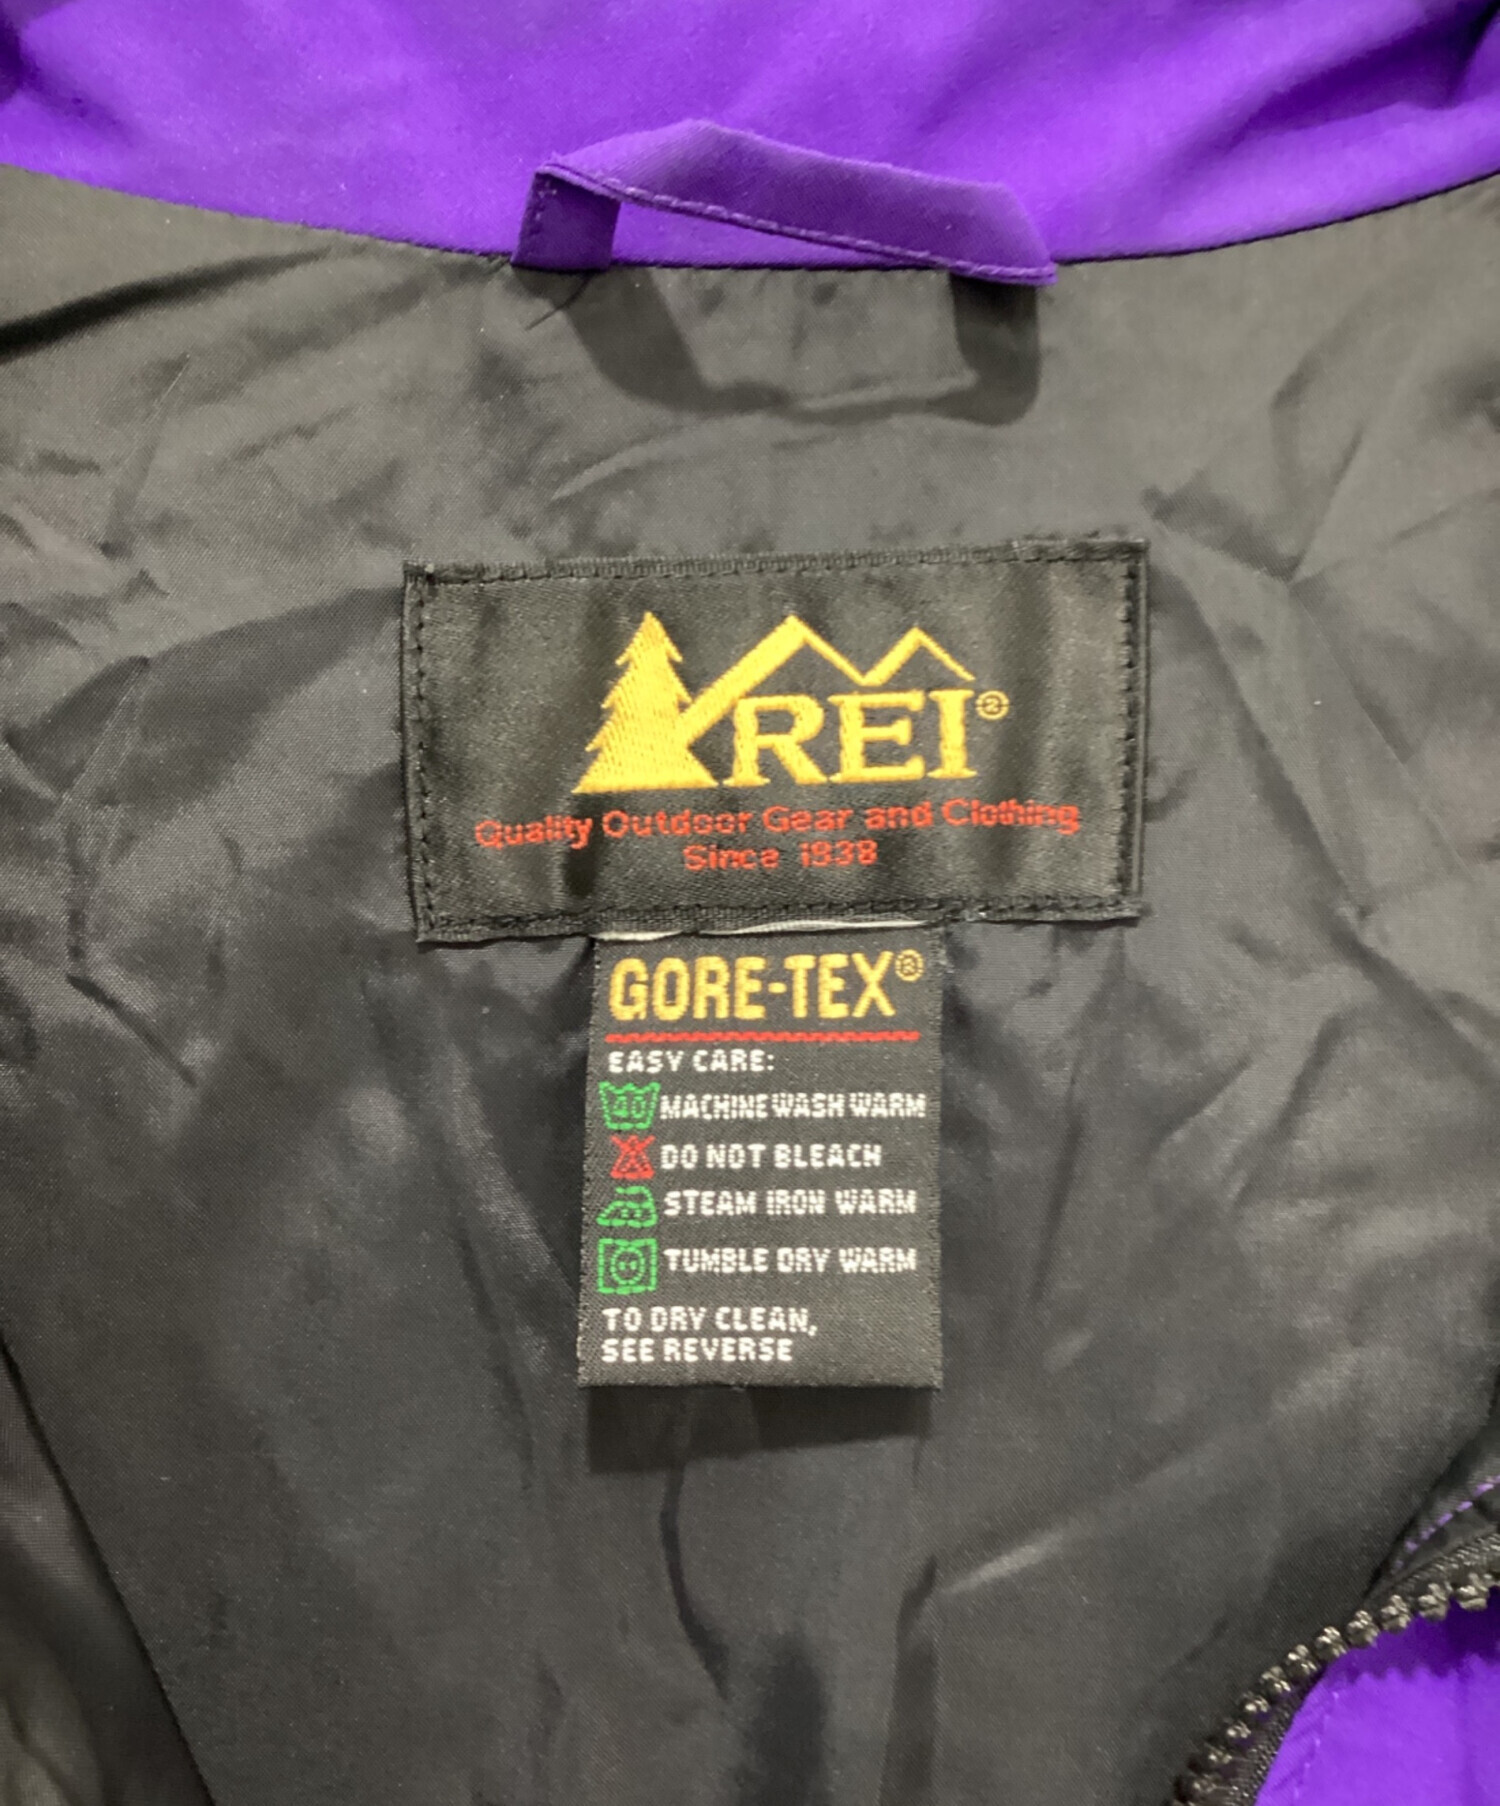 REI®
Quality Outdoor Gear and Clothing
Since 1938
GORE-TEX®
EASY CARE:
40 MACHINE WASH WARM
DO NOT BLEACH
STEAM IRON WARM
TUMBLE DRY WARM
TO DRY CLEAN,
SEE REVERSE